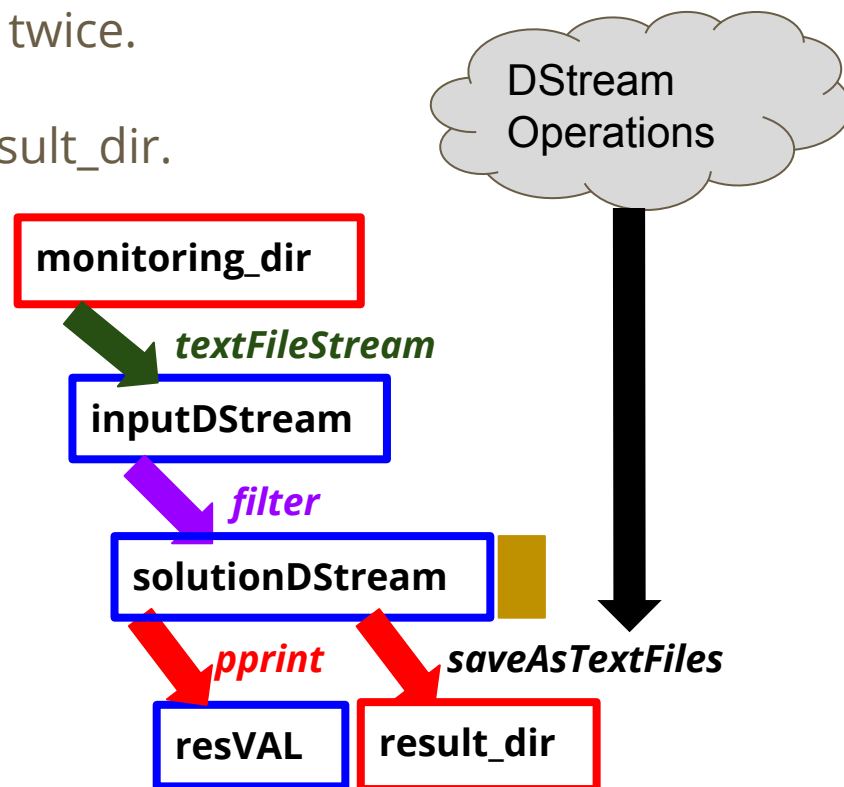 twice.
sult_dir.
DStream
Operations
monitoring_dir
textFileStream
inputDStream
filter
solutionDStream
pprint
saveAsTextFiles
resVAL
result_dir